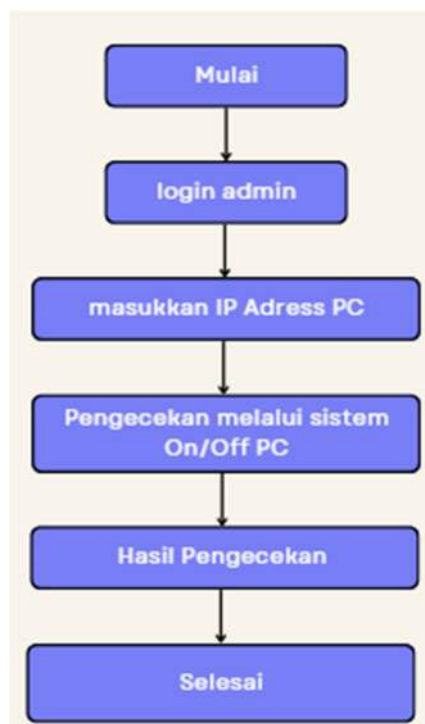 Mulai
login admin
masukkan IP Adress PC
Pengecekan melalui sistem
On/Off PC
Hasil Pengecekan
Selesai